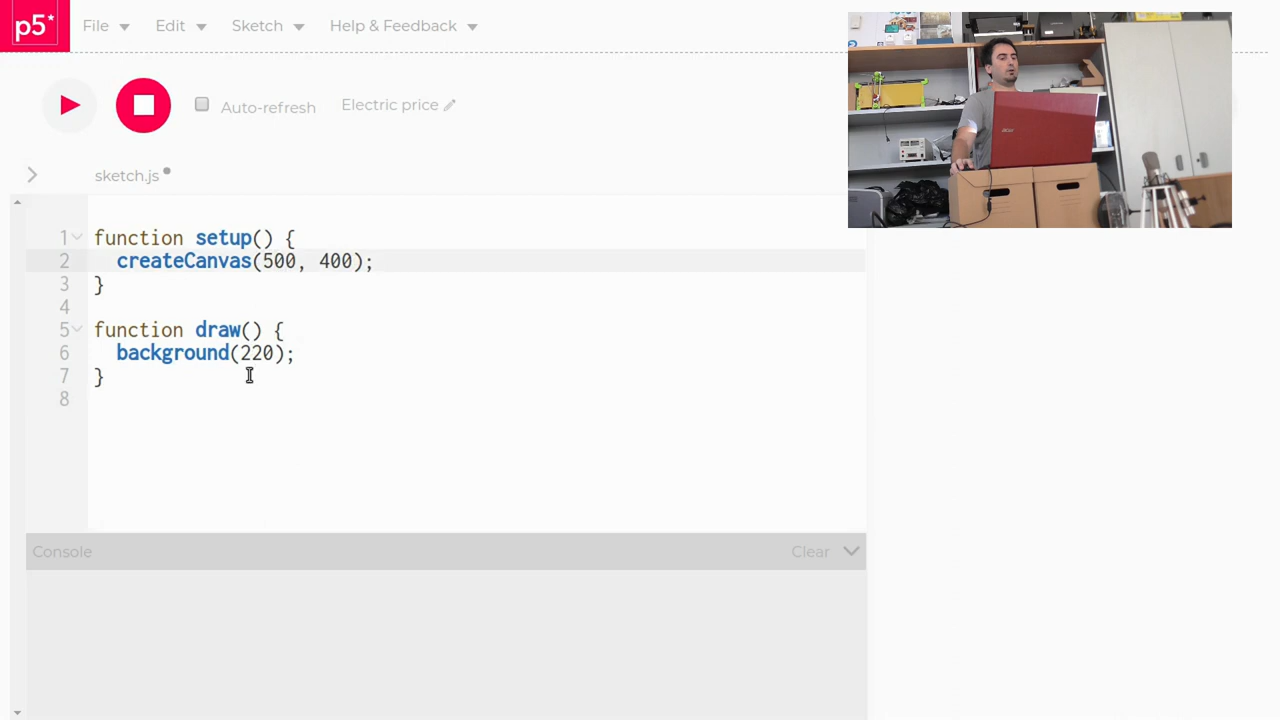 p5*
File Edit Sketch Help & Feedback
Auto-refresh Electric price
sketch.js
1 function setup() {
2 createCanvas(500, 400);
3 }
4
5 function draw() {
6 background(220);
7 }
8
Console Clear
acer